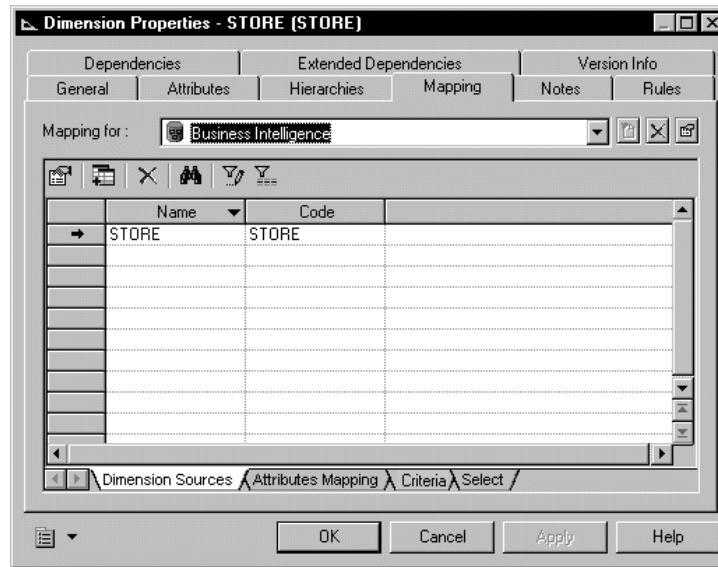 Dimension Properties - STORE (STORE)
Dependencies Extended Dependencies Version Info
General Attributes Hierarchies Mapping Notes Rules
Mapping for : Business Intelligence
Name Code
STORE STORE
Dimension Sources Attributes Mapping Criteria Select
OK Cancel Apply Help